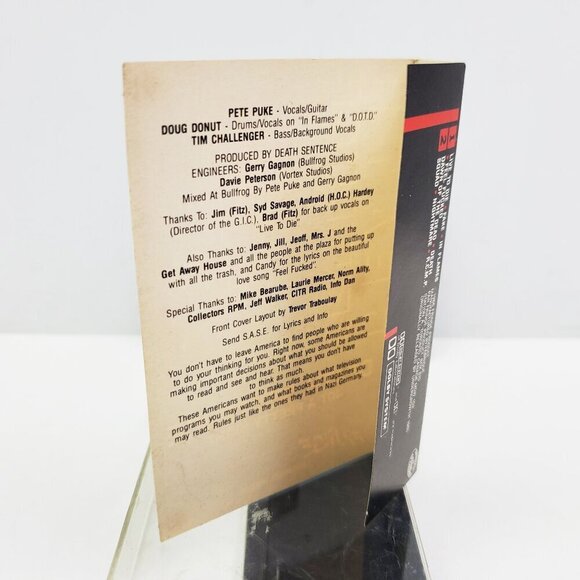 PETE PUKE - Vocals/Guitar
DOUG DONUT - Drums/Vocals on "In Flames" & "D.O.T.D."
TIM CHALLENGER - Bass/Background Vocals
PRODUCED BY DEATH SENTENCE
ENGINEERS: Gerry Gagnon (Bullfrog Studios)
Davie Peterson (Vortex Studios)
Mixed At Bullfrog By Pete Puke and Gerry Gagnon
Thanks To: Jim (Fitz), Syd Savage, Android (H.O.C.) Hardey
(Director of the G.I.C.), Brad (Fitz) for back up vocals on
"Live To Die"
Also Thanks to: Jenny, Jill, Jeoff, Mrs. J and the
Get Away House and all the people at the plaza for putting up
with all the trash, and Candy for the lyrics on the beautiful
love song "Feel Fucked".
Special Thanks to: Mike Bearube, Laurie Mercer, Norm Ality,
Collectors RPM, Jeff Walker, CITR Radio, Info Dan
Front Cover Layout by Trevor Traboulay
Send S.A.S.E. for Lyrics and Info
You don't have to leave America to find people who are willing
to do your thinking for you. Right now, some Americans are
making important decisions about what you should be allowed
to read and see and hear. That means you don't have
to think as much.
These Americans want to make rules about what television
programs you may watch, and what books and magazines you
may read. Rules just like the ones they had in Nazi Germany.
1
2
IN FLAMES
DOLBY SYSTEM